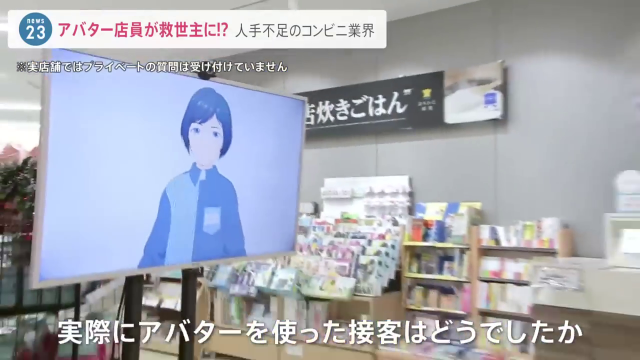 news
23
アバター店員が救世主に!? 人手不足のコンビニ業界
※実店舗ではプライベートの質問は受け付けていません
店炊きごはん
実際にアバターを使った接客はどうでしたか